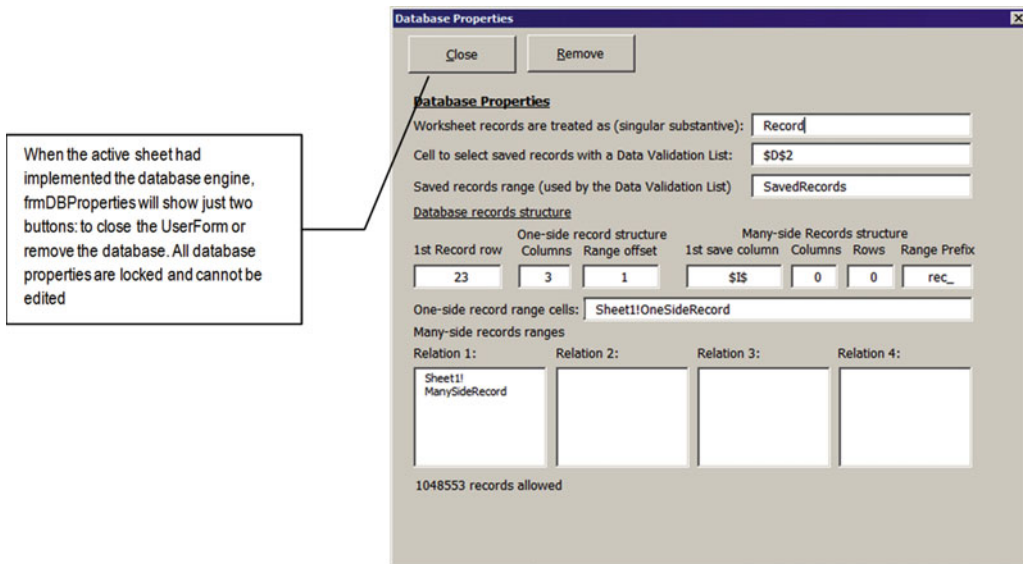 Database Properties
Close
Remove
When the active sheet had
implemented the database engine,
frmDBProperties will show just two
buttons: to close the UserForm or
remove the database. All database
properties are locked and cannot be
edited
Database Properties
Worksheet records are treated as (singular substantive): Record
Cell to select saved records with a Data Validation List: $D$2
Saved records range (used by the Data Validation List) SavedRecords
Database records structure
One-side record structure Many-side Records structure
1st Record row Columns Range offset 1st save column Columns Rows Range Prefix
23 3 1 $I$ 0 0 rec_
One-side record range cells: Sheet1!OneSideRecord
Many-side records ranges
Relation 1: Relation 2: Relation 3: Relation 4:
Sheet1!
ManySideRecord
1048553 records allowed